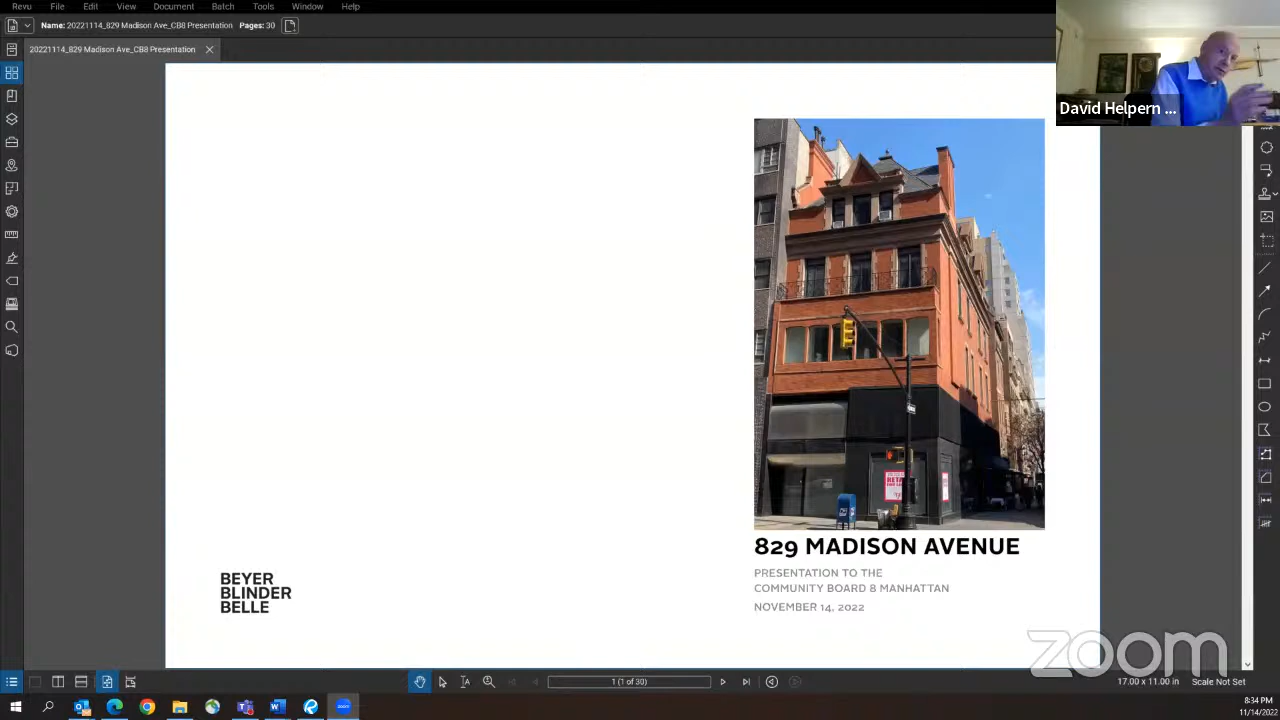 Revu File Edit View Document Batch Tools Window Help
Name: 20221114_829 Madison Ave_CB8 Presentation Pages: 30
20221114_829 Madison Ave_CB8 Presentation
David Helpern ...
829 MADISON AVENUE
PRESENTATION TO THE
COMMUNITY BOARD 8 MANHATTAN
NOVEMBER 14, 2022
BEYER
BLINDER
BELLE
zoom
1 (1 of 30)
17.00 x 11.00 in Scale Not Set
8:34 PM
11/14/2022